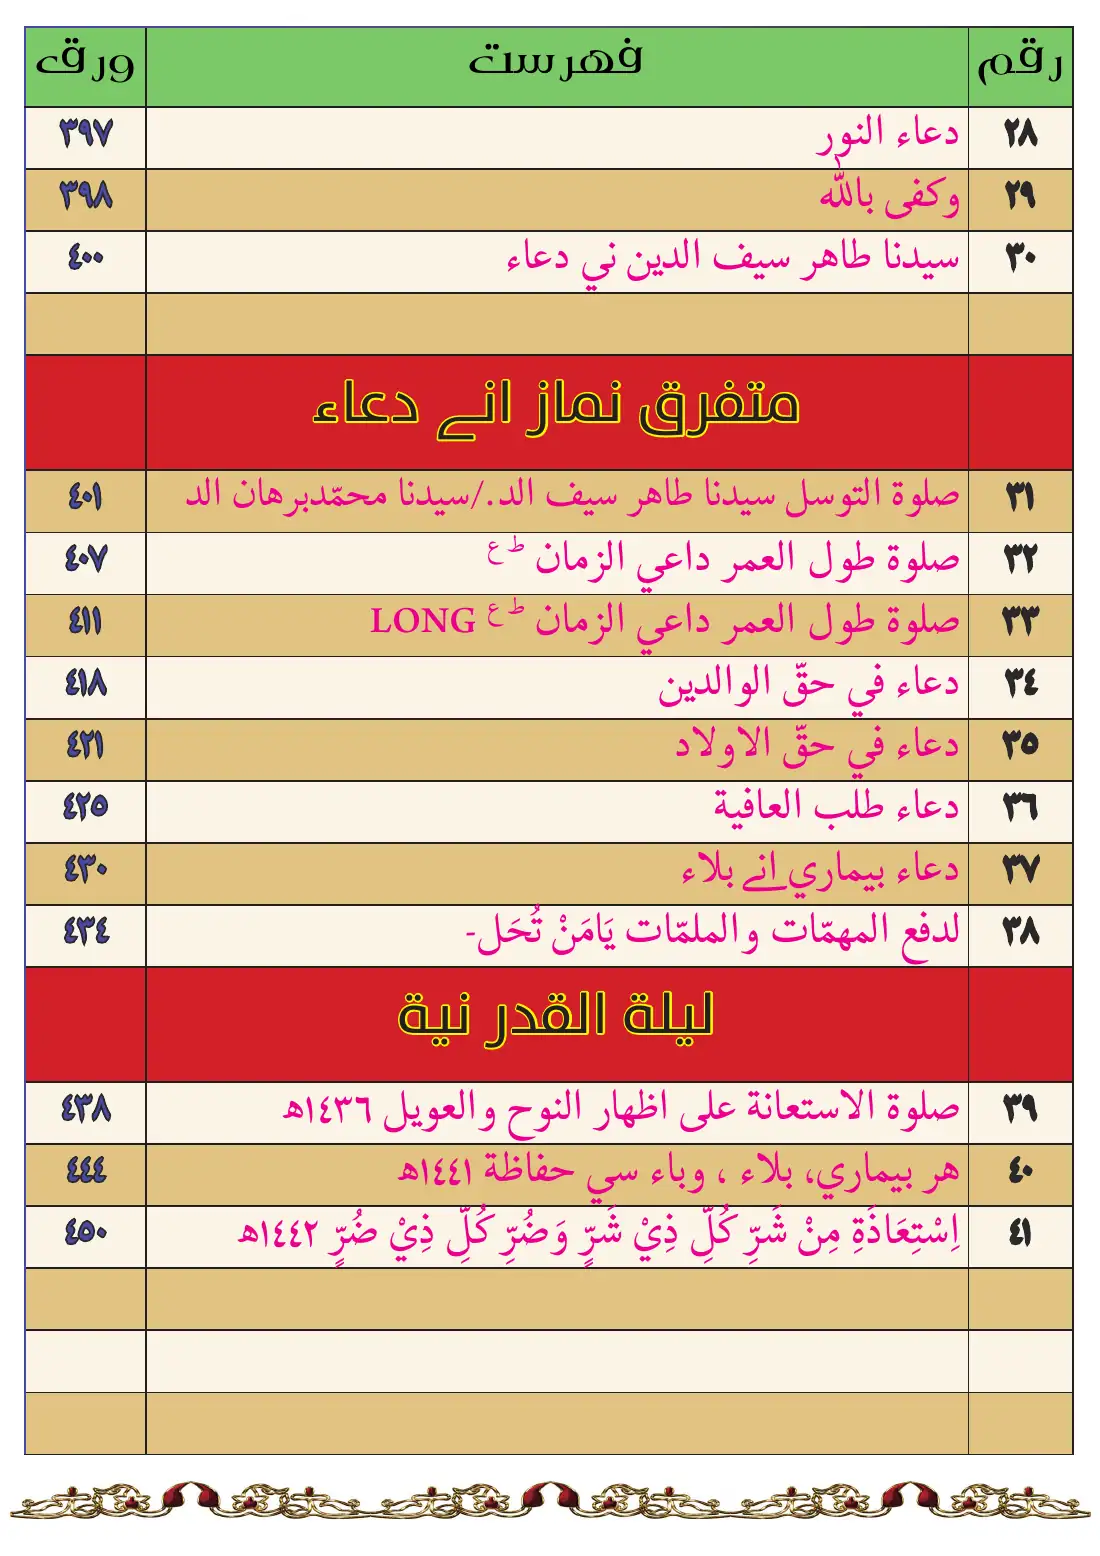 رقم فهرست ورق
٢٨ دعاء النور ٣٩٧
٢٩ وكفى بالله ٣٩٨
٣٠ سيدنا طاهر سيف الدين ني دعاء ٤٠٠
متفرق نماز انے دعاء
٣١ صلوة التوسل سيدنا طاهر سيف الد./سيدنا محمّدبرهان الد ٤٠١
٣٢ صلوة طول العمر داعي الزمان ط ع ٤٠٧
٣٣ صلوة طول العمر داعي الزمان ط ع LONG ٤١١
٣٤ دعاء في حقّ الوالدين ٤١٨
٣٥ دعاء في حقّ الاولاد ٤٢١
٣٦ دعاء طلب العافية ٤٢٥
٣٧ دعاء بيماري انے بلاء ٤٣٠
٣٨ لدفع المهمّات والملمّات يَامَنْ تُحَل- ٤٣٤
ليلة القدر نية
٣٩ صلوة الاستعانة على اظهار النوح والعويل ١٤٣٦ھ ٤٣٨
٤٠ هر بيماري، بلاء ، وباء سي حفاظة ١٤٤١ھ ٤٤٤
٤١ اِسْتِعَاذَةِ مِنْ شَرِّ كُلِّ ذِيْ شَرٍّ وَضُرِّ كُلِّ ذِيْ ضُرٍّ ١٤٤٢ھ ٤٥٠